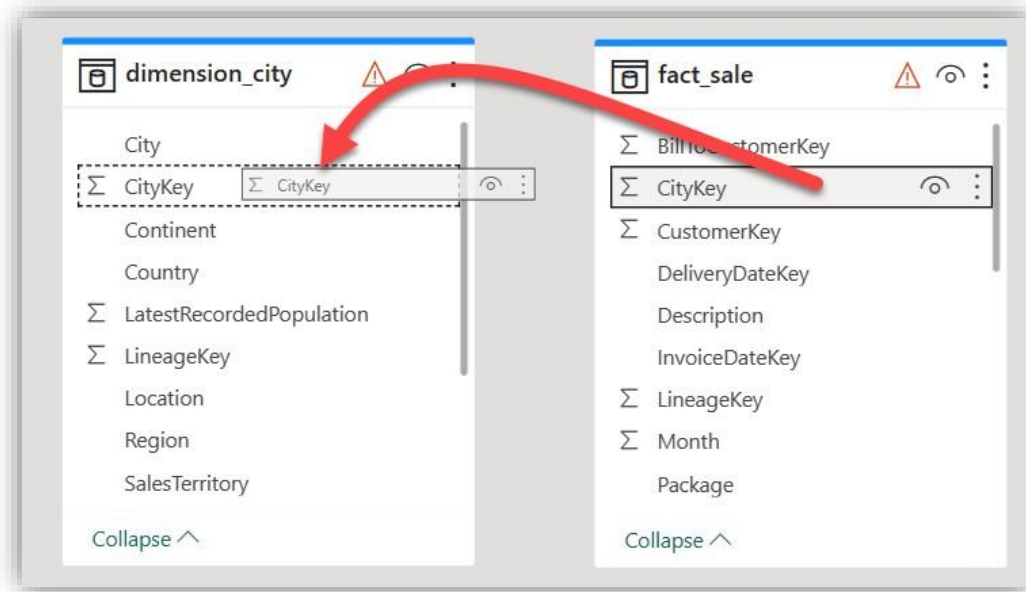 dimension_city
City
Σ CityKey
Σ CityKey
Continent
Country
Σ LatestRecordedPopulation
Σ LineageKey
Location
Region
SalesTerritory
Collapse
fact_sale
Σ BillToCustomerKey
Σ CityKey
Σ CustomerKey
DeliveryDateKey
Description
InvoiceDateKey
Σ LineageKey
Σ Month
Package
Collapse